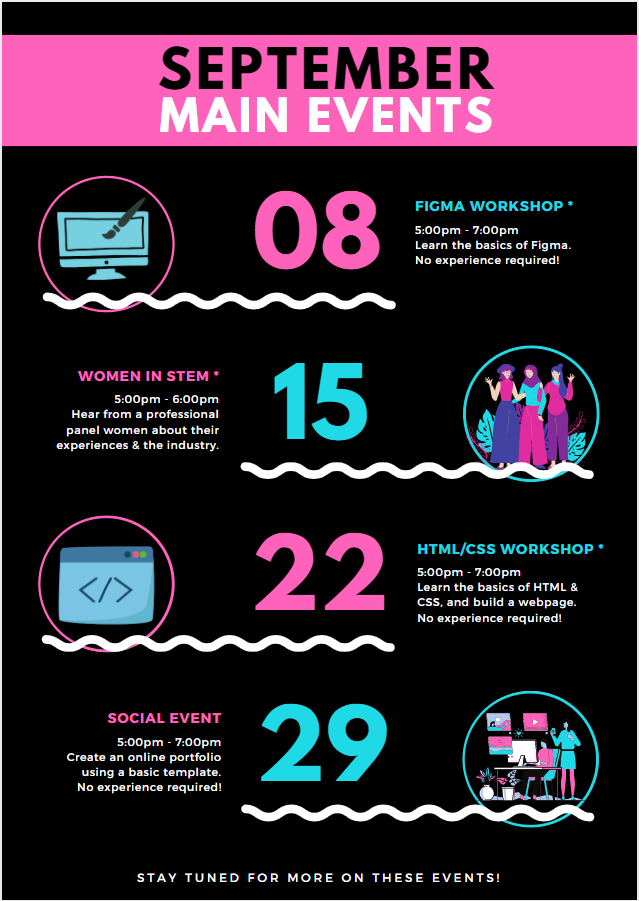 SEPTEMBER
MAIN EVENTS
08
FIGMA WORKSHOP *
5:00pm - 7:00pm
Learn the basics of Figma.
No experience required!
WOMEN IN STEM *
5:00pm - 6:00pm
Hear from a professional
panel women about their
experiences & the industry.
15
22
HTML/CSS WORKSHOP *
5:00pm - 7:00pm
Learn the basics of HTML &
CSS, and build a webpage.
No experience required!
SOCIAL EVENT
5:00pm - 7:00pm
Create an online portfolio
using a basic template.
No experience required!
29
STAY TUNED FOR MORE ON THESE EVENTS!